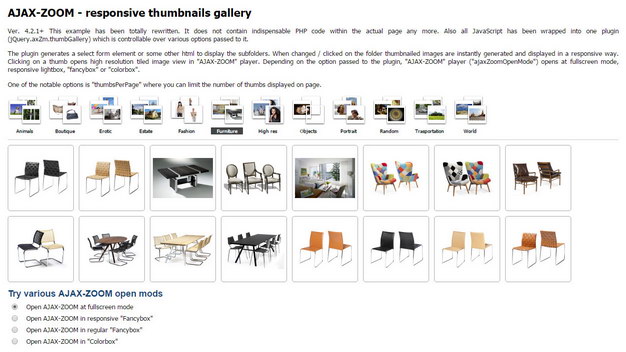 AJAX-ZOOM - responsive thumbnails gallery
Ver. 4.2.1+ This example has been totally rewritten. It does not contain indispensable PHP code within the actual page any more. Also all JavaScript has been wrapped into one plugin
(jQuery.axZm.thumbGallery) which is controllable over various options passed to it.
The plugin generates a select form element or some other html to display the subfolders. When changed / clicked on the folder thumbnailed images are instantly generated and displayed in a responsive way.
Clicking on a thumb opens high resolution tiled image view in "AJAX-ZOOM" player. Depending on the option passed to the plugin, "AJAX-ZOOM" player ("ajaxZoomOpenMode") opens at fullscreen mode,
responsive lightbox, "fancybox" or "colorbox".
One of the notable options is "thumbsPerPage" where you can limit the number of thumbs displayed on page.
Animals Boutique Erotic Estate Fashion Furniture High res Objects Portrait Random Trasportation World
Try various AJAX-ZOOM open mods
Open AJAX-ZOOM at fullscreen mode
Open AJAX-ZOOM in responsive "Fancybox"
Open AJAX-ZOOM in regular "Fancybox"
Open AJAX-ZOOM in "Colorbox"